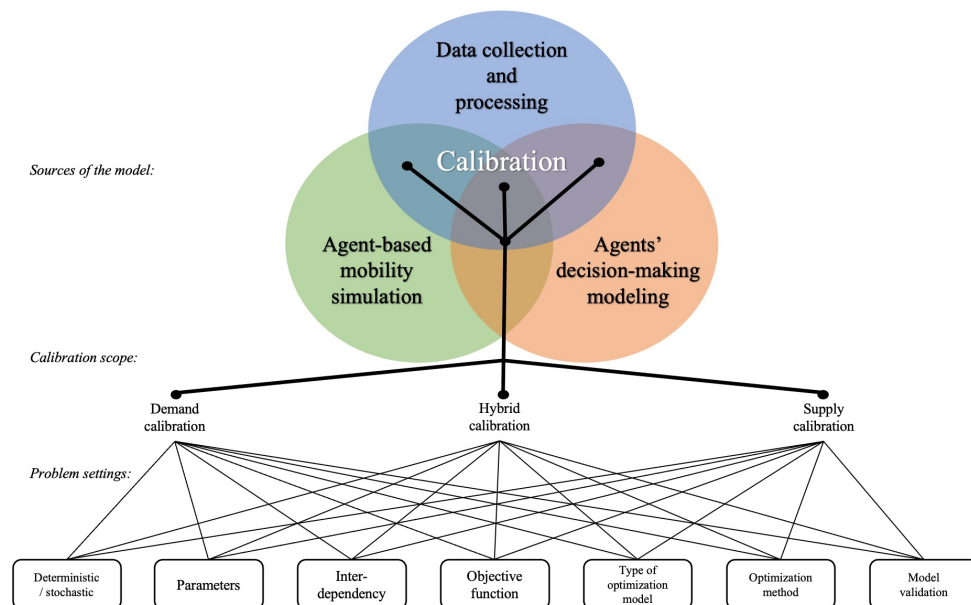 Data collection
and
processing
Sources of the model:
Calibration
Agent-based
mobility
simulation
Agents’
decision-making
modeling
Calibration scope:
Demand
calibration
Hybrid
calibration
Supply
calibration
Problem settings:
Deterministic
/ stochastic
Parameters
Inter-
dependency
Objective
function
Type of
optimization
model
Optimization
method
Model
validation